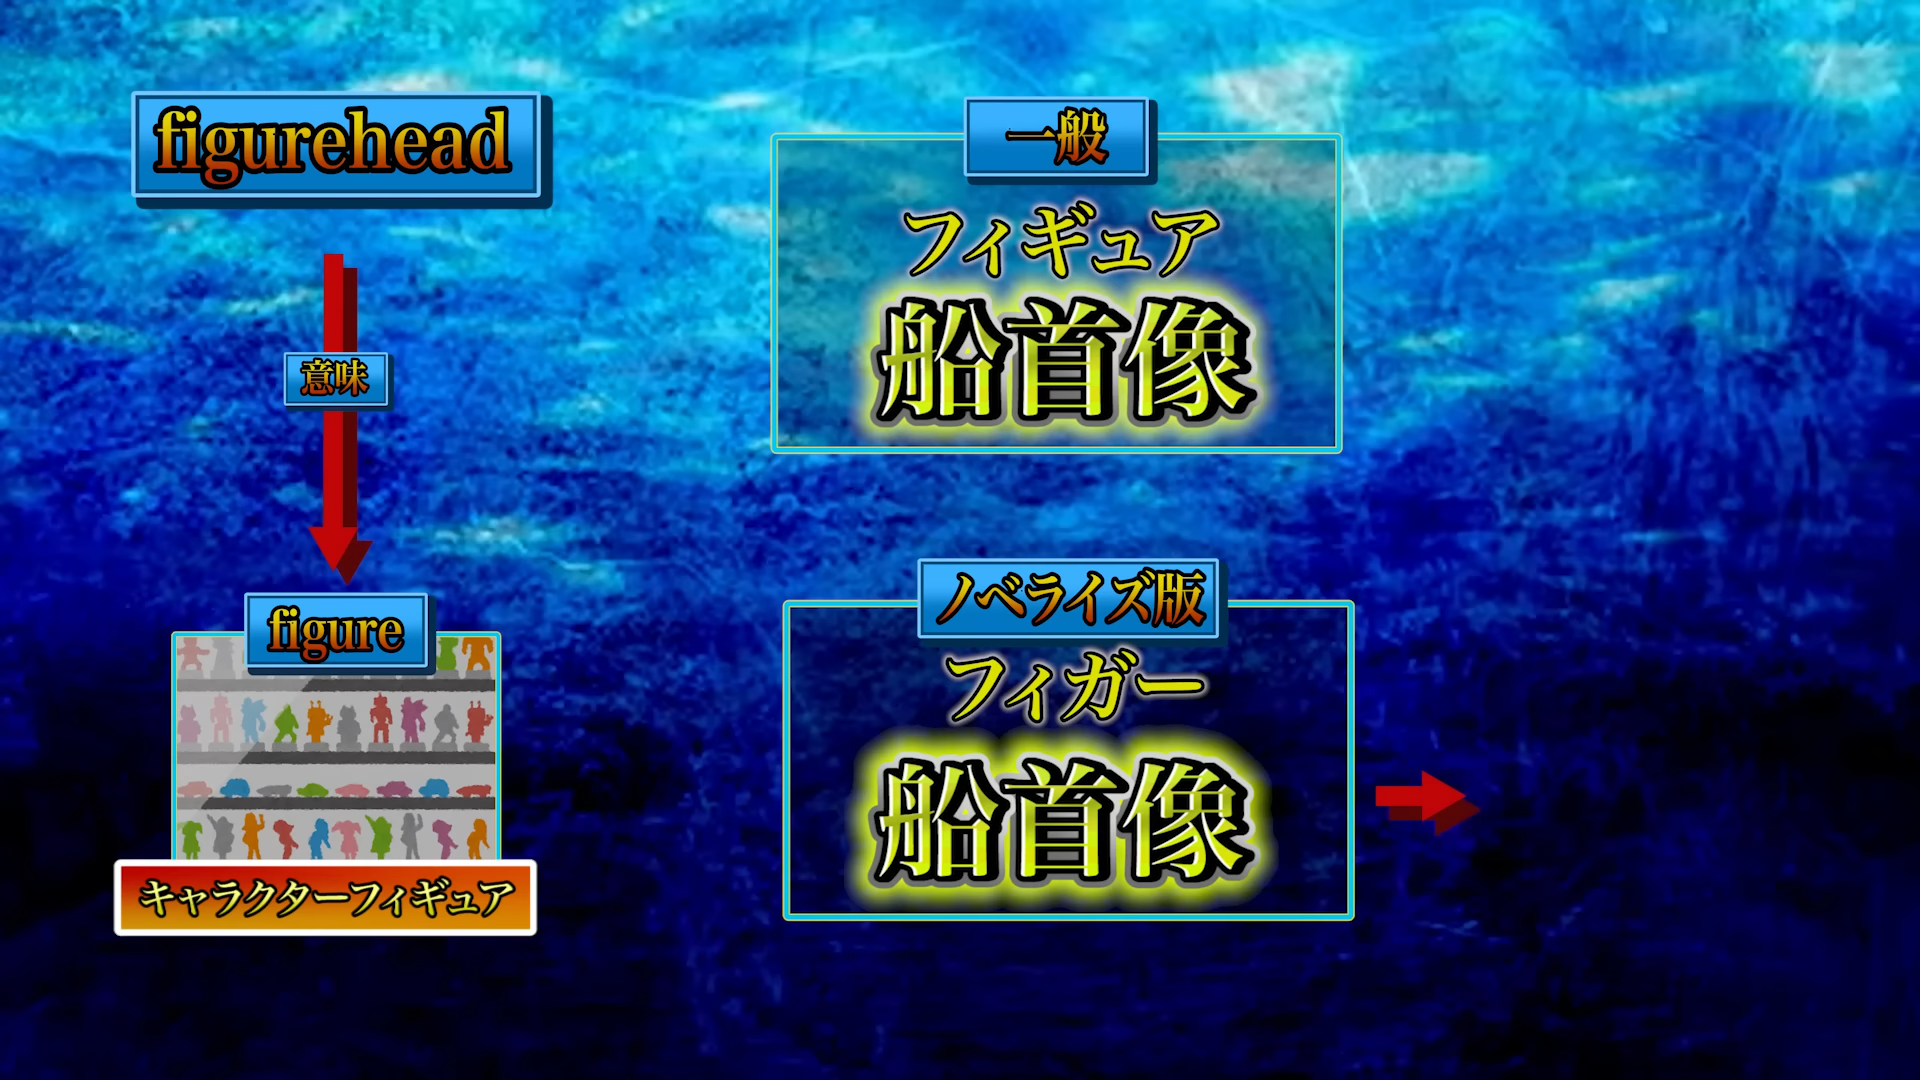 figurehead
意味
figure
キャラクターフィギュア
一般
フィギュア
船首像
ノベライズ版
フィガー
船首像